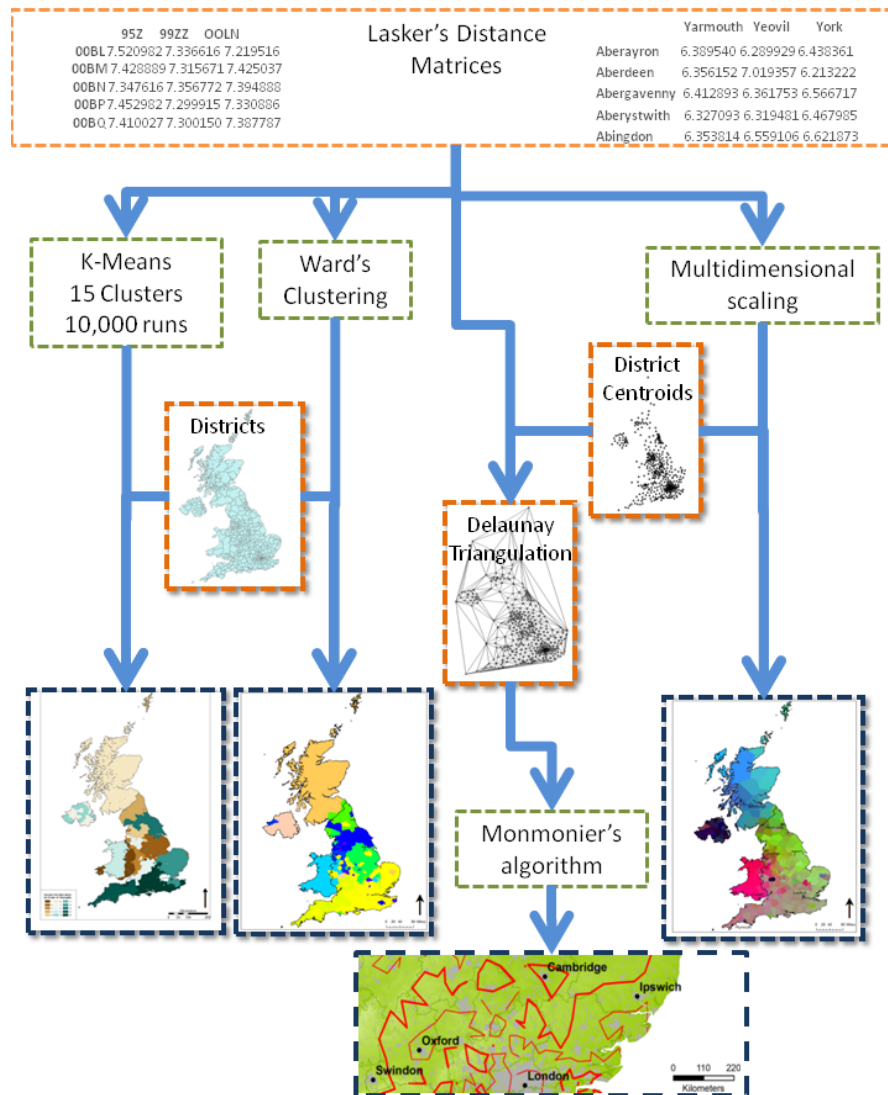 Lasker's Distance
Matrices
95Z 99ZZ OOLN
00BL 7.520982 7.336616 7.219516
00BM 7.428889 7.315671 7.425037
00BN 7.347616 7.356772 7.394888
00BP 7.452982 7.299915 7.330886
00BQ 7.410027 7.300150 7.387787
Yarmouth Yeovil York
Aberayron 6.389540 6.289929 6.438361
Aberdeen 6.356152 7.019357 6.213222
Abergavenny 6.412893 6.361753 6.566717
Aberystwith 6.327093 6.319481 6.467985
Abingdon 6.353814 6.559106 6.621873
K-Means
15 Clusters
10,000 runs
Ward's
Clustering
Multidimensional
scaling
District
Centroids
Districts
Delaunay
Triangulation
Monmonier's
algorithm
Cambridge
Ipswich
Oxford
Swindon
London
0 110 220
Kilometers